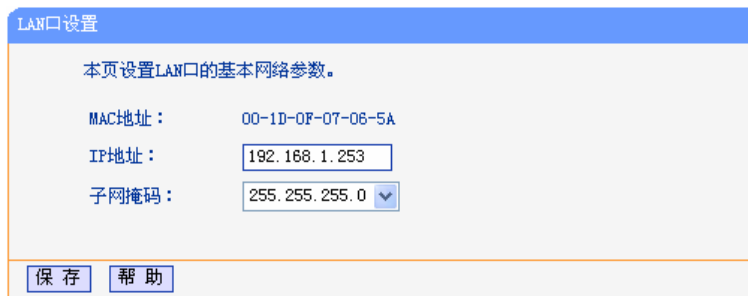 LAN口设置
本页设置LAN口的基本网络参数。
MAC地址： 00-1D-0F-07-06-5A
IP地址： 192.168.1.253
子网掩码： 255.255.255.0
保 存 帮 助